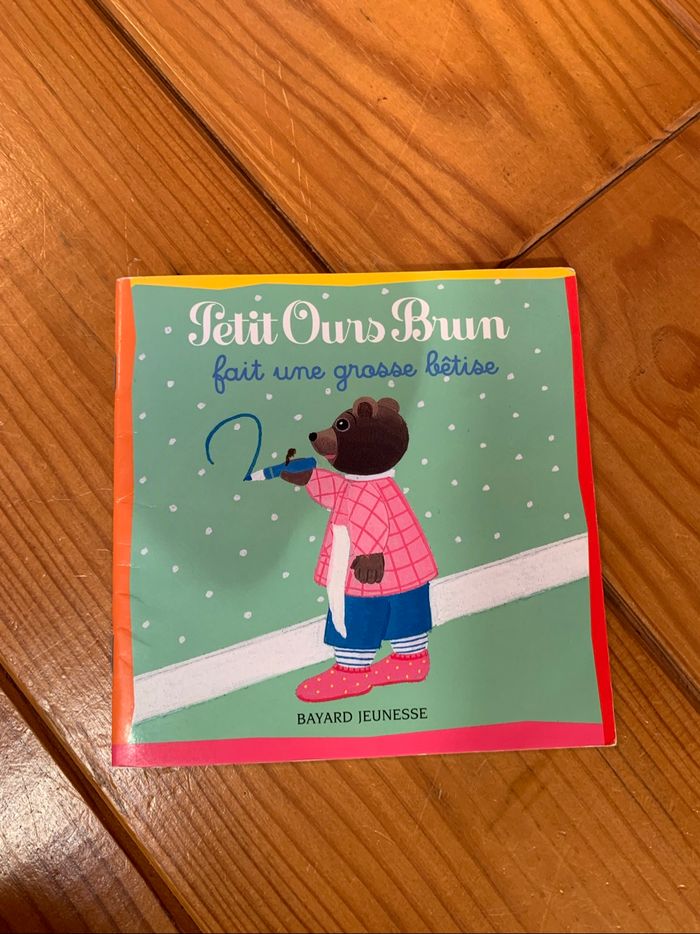 Petit Ours Brun
fait une grosse bêtise
BAYARD JEUNESSE